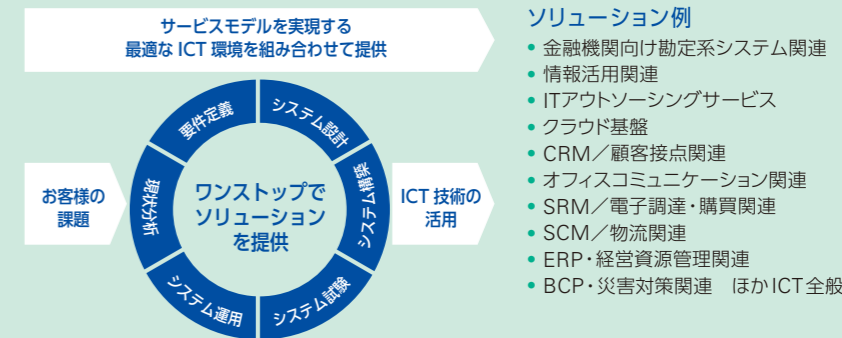 サービスモデルを実現する
最適な ICT 環境を組み合わせて提供
お客様の
課題
現状分析
要件定義
システム設計
システム構築
システム試験
システム運用
ワンストップで
ソリューション
を提供
ICT 技術の
活用
ソリューション例
• 金融機関向け勘定系システム関連
• 情報活用関連
• ITアウトソーシングサービス
• クラウド基盤
• CRM／顧客接点関連
• オフィスコミュニケーション関連
• SRM／電子調達・購買関連
• SCM／物流関連
• ERP・経営資源管理関連
• BCP・災害対策関連　ほかICT全般